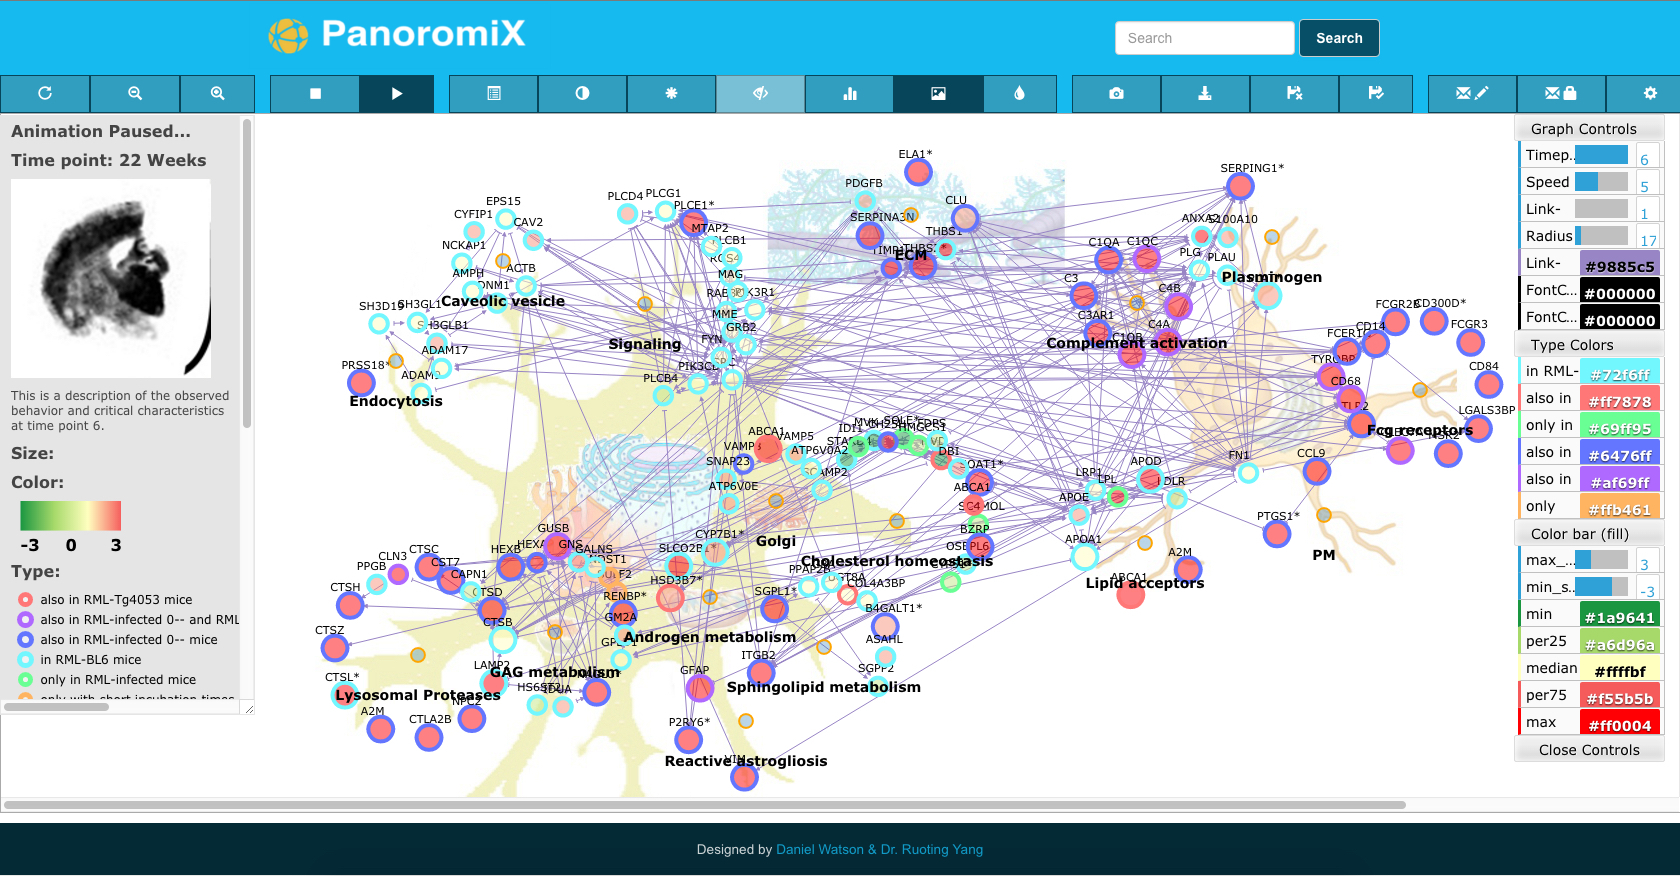 PanoromiX
Search
Search
Animation Paused...
Time point: 22 Weeks
This is a description of the observed
behavior and critical characteristics
at time point 6.
Size:
Color:
-3 0 3
Type:
also in RML-Tg4053 mice
also in RML-infected 0-- and RML
also in RML-infected 0-- mice
in RML-BL6 mice
only in RML-infected mice
only with short incubation times
ELA1*
SERPING1*
PDGFB
CLU
SERPINA3N
THBS1
ECM
EPS15
CYFIP1
CAV2
NCKAP1
AMPH
ACTB
DNM1
Caveolic vesicle
SH3D19
SH3GL1
SH3GLB1
ADAM17
PRSS18*
Endocytosis
PLCD4
PLCG1
PLCE1*
MTAP2
PLCB1
MAG
MME
GRB2
FYN
Signaling
PLCB4
ANXA2
S100A10
PLG
PLAU
Plasminogen
C1QA
C1QC
C3
C4B
C3AR1
C4A
C1QB
Complement activation
FCGR2B
CD300D*
FCER1G
CD14
FCGR3
TYROBP
CD68
TLR2
CD84
LGALS3BP
Fcg receptors
ABCA1
VAMP8
VAMP5
SNAP23
ATP6V0A2
ATP6V0E
IDI1
DBI
ABCA1
SC4MOL
BZRP
Golgi
Cholesterol homeostasis
CYP7B1*
HSD3B7*
RENBP*
GM2A
Androgen metabolism
LRP1
LPL
APOD
APOE
APOA1
FN1
CCL9
PTGS1*
PM
A2M
ABCA1
Lipid acceptors
GUSB
HEXB
HEXA
GNS
GALNS
CTSC
CLN3
CST7
PPGB
CAPN1
CTSH
CTSD
CTSZ
CTSB
LAMP2
GAG metabolism
CTSL*
Lysosomal Proteases
A2M
CTLA2B
NPC2
HS6ST2
IDUA
SGPL1*
COL4A3BP
B4GALT1*
ASAHL
SGPP2
ITGB2
Sphingolipid metabolism
GFAP
P2RY6*
VIM
Reactive astrogliosis
Graph Controls
Timep.. 6
Speed 5
Link- 1
Radius 17
Link- #9885c5
FontC... #000000
FontC... #000000
Type Colors
in RML- #72f6ff
also in #ff7878
only in #69ff95
also in #6476ff
also in #af69ff
only #ffb461
Color bar (fill)
max_... 3
min_s.. -3
min #1a9641
per25 #a6d96a
median #ffffbf
per75 #f55b5b
max #ff0004
Close Controls
Designed by Daniel Watson & Dr. Ruoting Yang